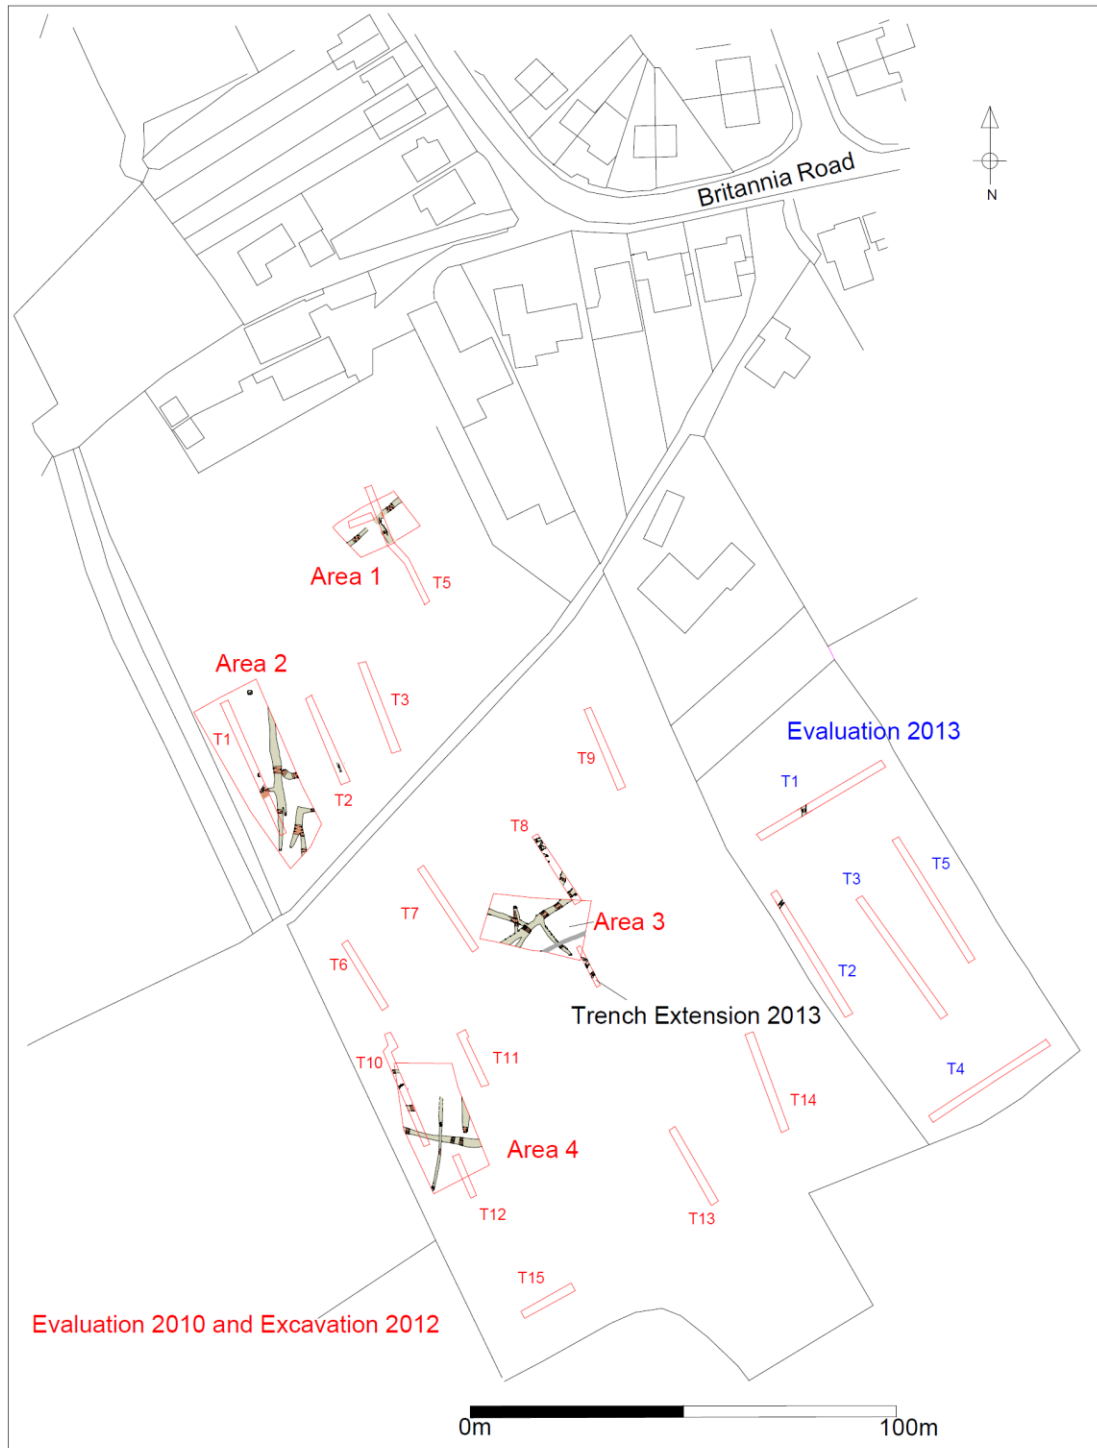 Britannia Road
N
Area 1
T5
Area 2
T3
T1
T2
Evaluation 2013
T1
T9
T8
T5
T3
T7
Area 3
T6
T2
Trench Extension 2013
T10
T11
T4
T14
Area 4
T12
T13
T15
Evaluation 2010 and Excavation 2012
0m
100m